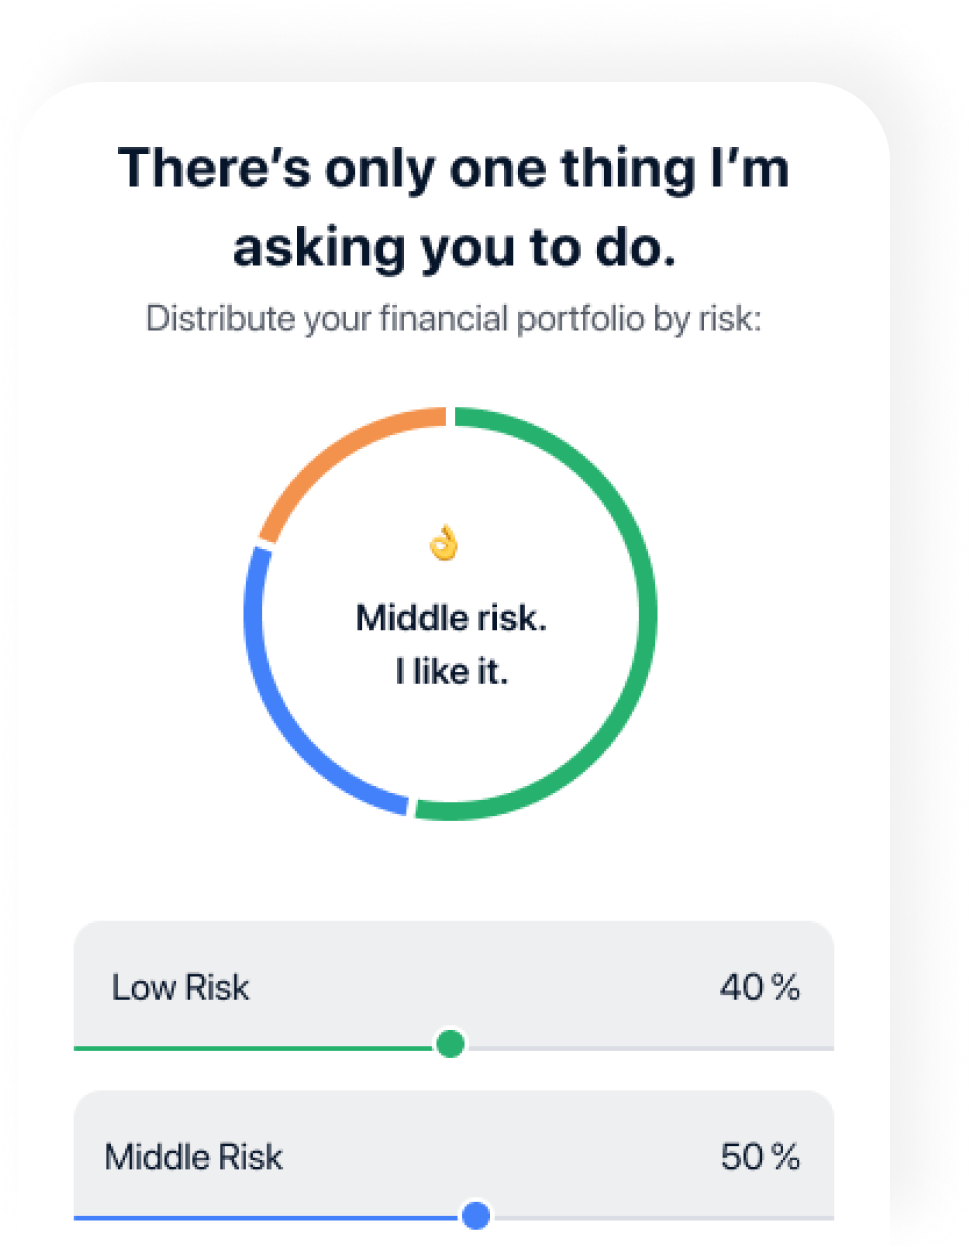 There’s only one thing I’m
asking you to do.
Distribute your financial portfolio by risk:
👌
Middle risk.
I like it.
Low Risk 40 %
Middle Risk 50 %